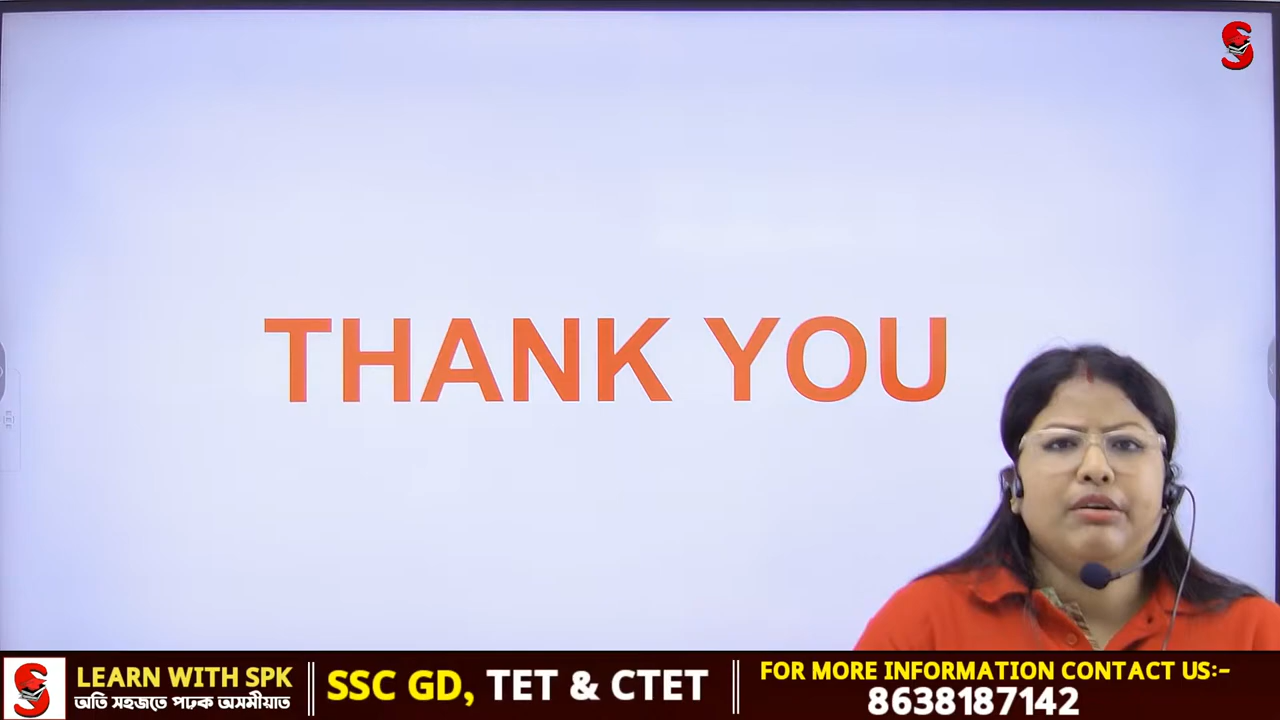 S
THANK YOU
S
LEARN WITH SPK
অতি সহজতে পঢ়ক অসমীয়াত
SSC GD, TET & CTET
FOR MORE INFORMATION CONTACT US:-
8638187142